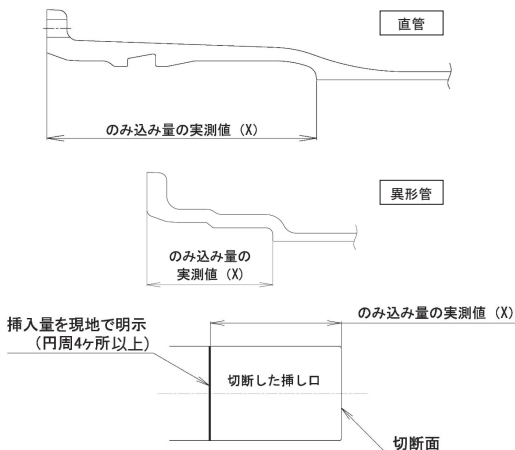 直管
のみ込み量の実測値（X）
異形管
のみ込み量の
実測値（X）
のみ込み量の実測値（X）
挿入量を現地で明示
（円周4ヶ所以上）
切断した挿し口
切断面